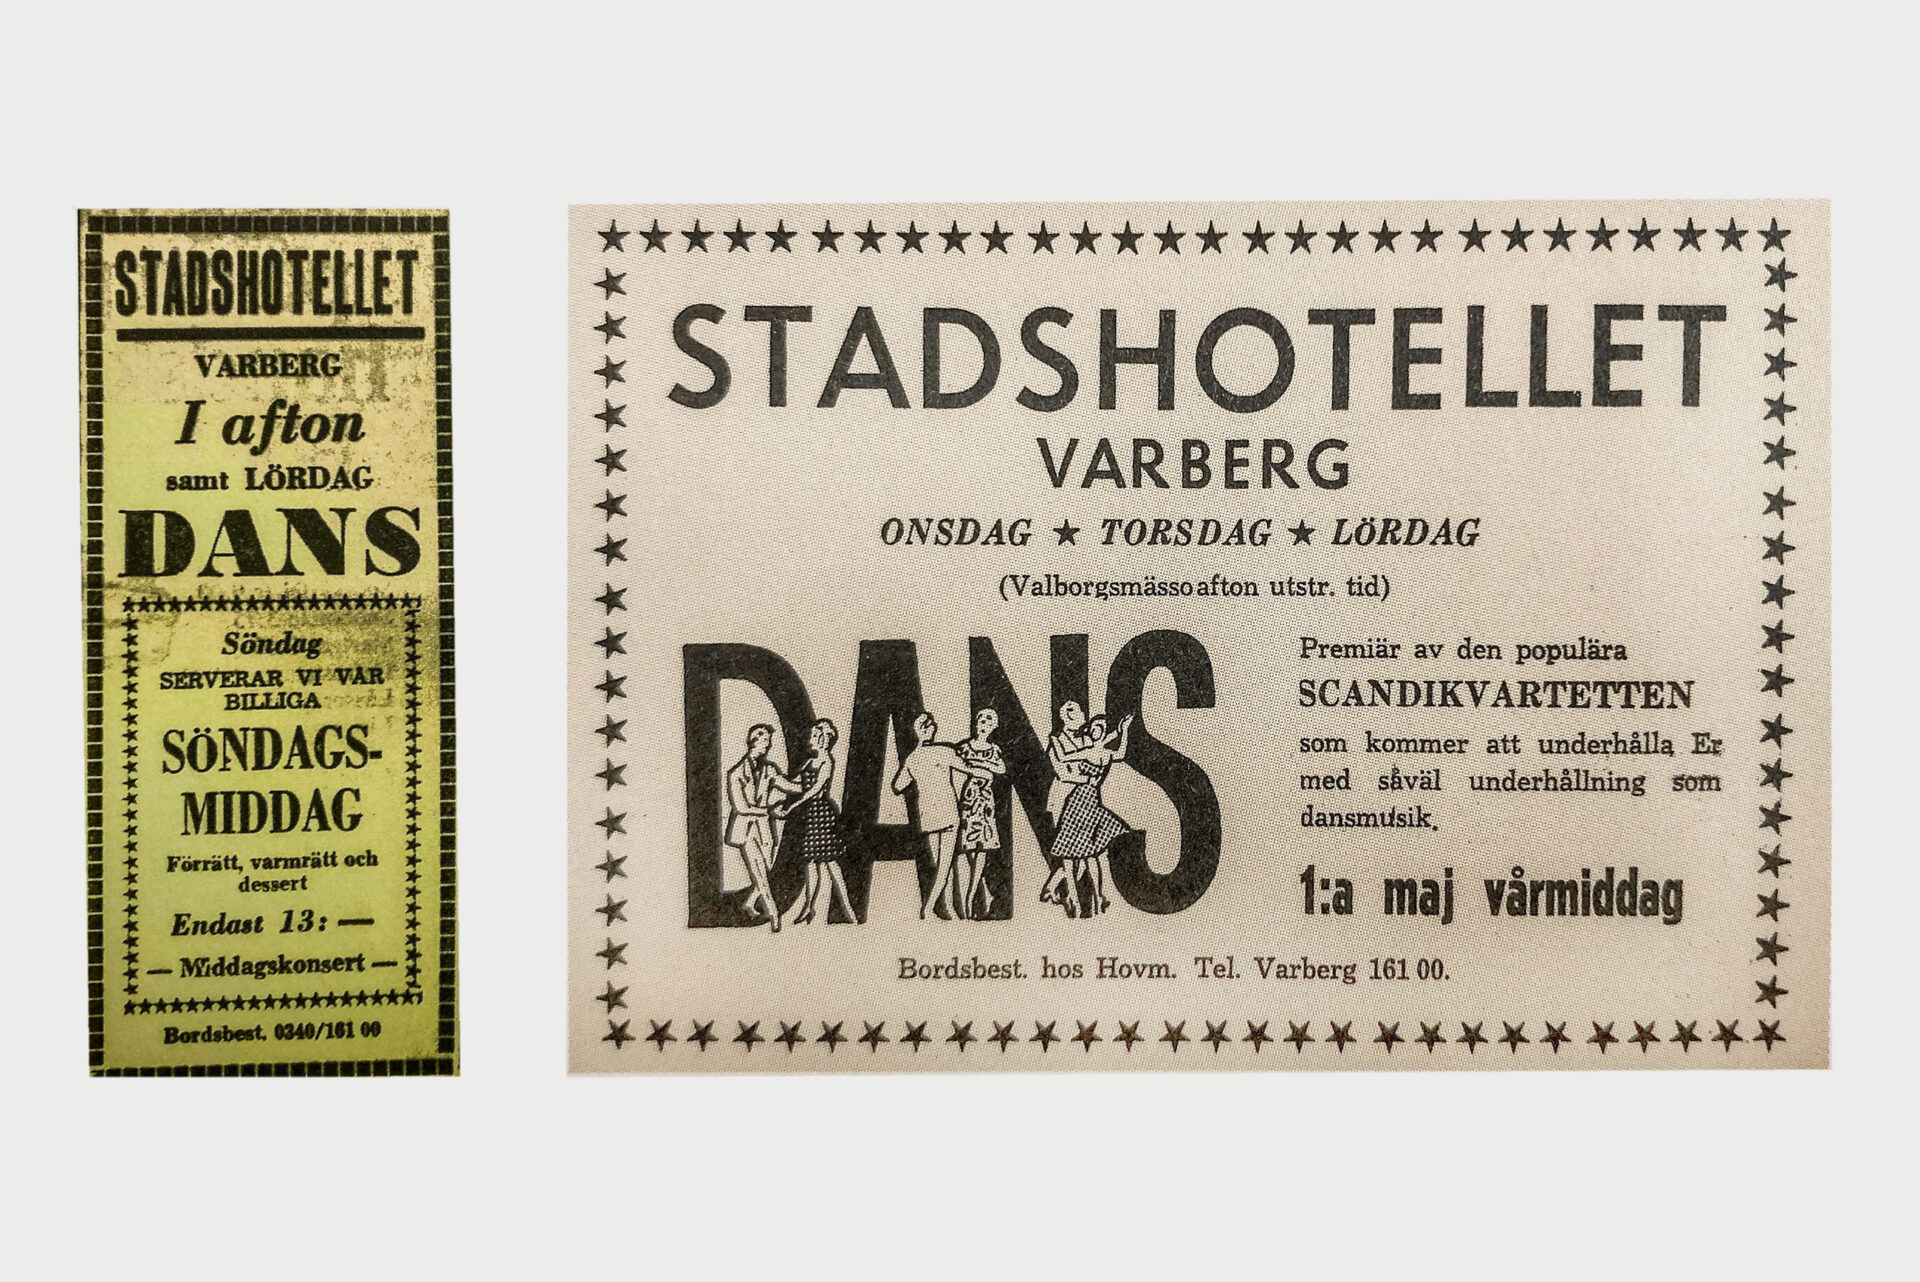 STADSHOTELLET
VARBERG
I afton
samt LÖRDAG
DANS
Söndag
SERVERAR VI VÅR
BILLIGA
SÖNDAGS-
MIDDAG
Förrätt, varmrätt och
dessert
Endast 13: —
— Middagskonsert —
Bordsbest. 0340/161 00
STADSHOTELLET
VARBERG
ONSDAG ★ TORSDAG ★ LÖRDAG
(Valborgsmässoafton utstr. tid)
DANS
Premiär av den populära
SCANDIKVARTETTEN
som kommer att underhålla Er
med såväl underhållning som
dansmusik.
1:a maj vårmiddag
Bordsbest. hos Hovm. Tel. Varberg 161 00.